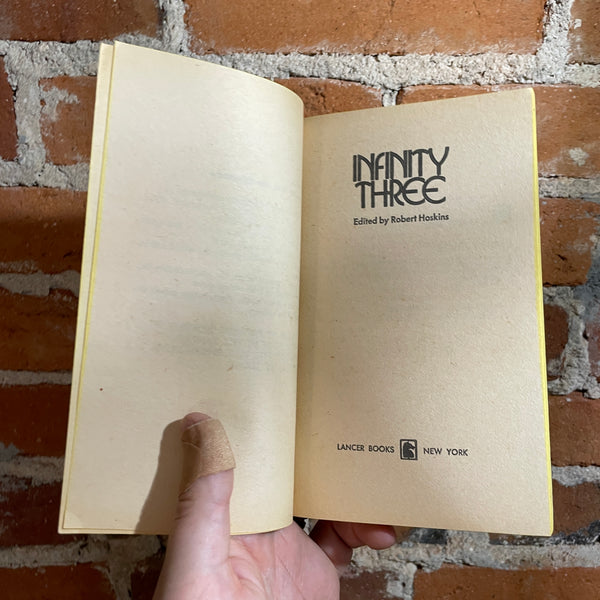 INFINITY
THREE
Edited by Robert Hoskins
LANCER BOOKS NEW YORK